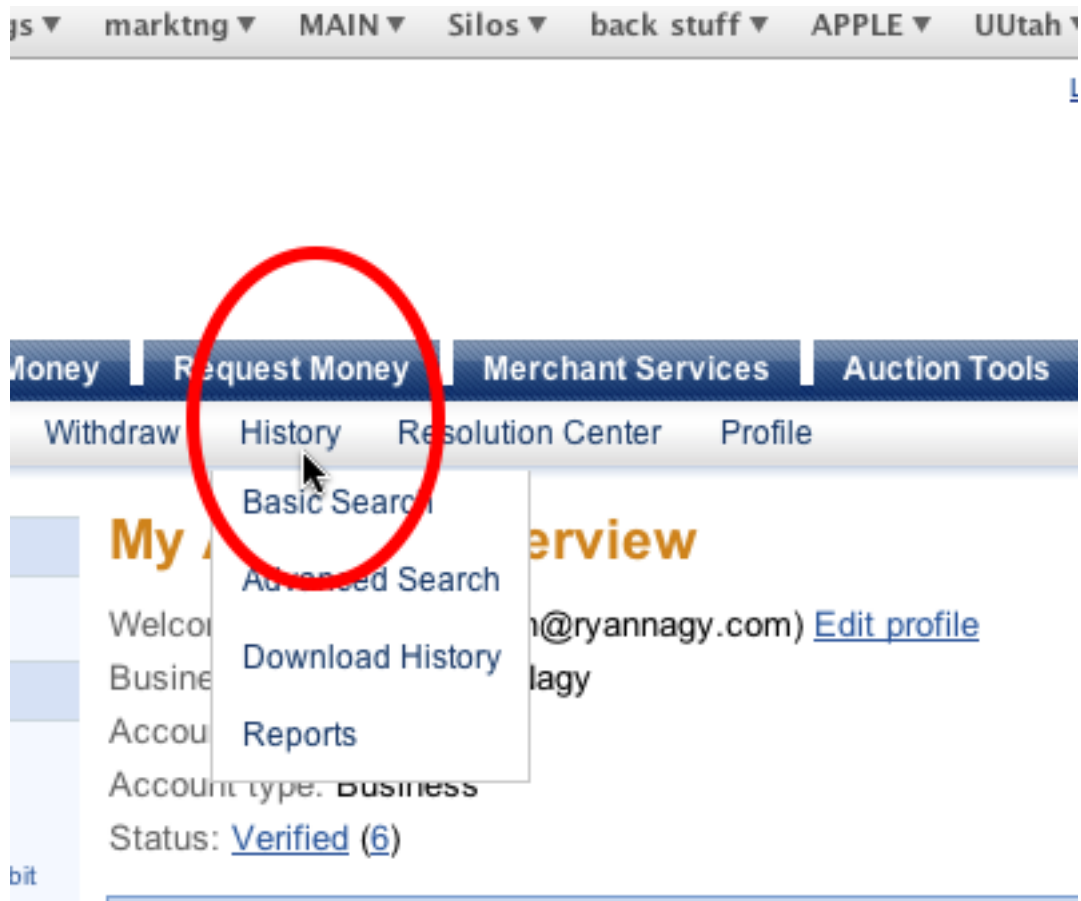 gs ▼ marktng ▼ MAIN ▼ Silos ▼ back stuff ▼ APPLE ▼ UUtah ▼
L
Money Request Money Merchant Services Auction Tools
Withdraw History Resolution Center Profile
Basic Search
My A erview
Advanced Search
Welco n@ryannagy.com) Edit profile
Download History
Busine lagy
Accou Reports
Account type: Business
Status: Verified (6)
bit